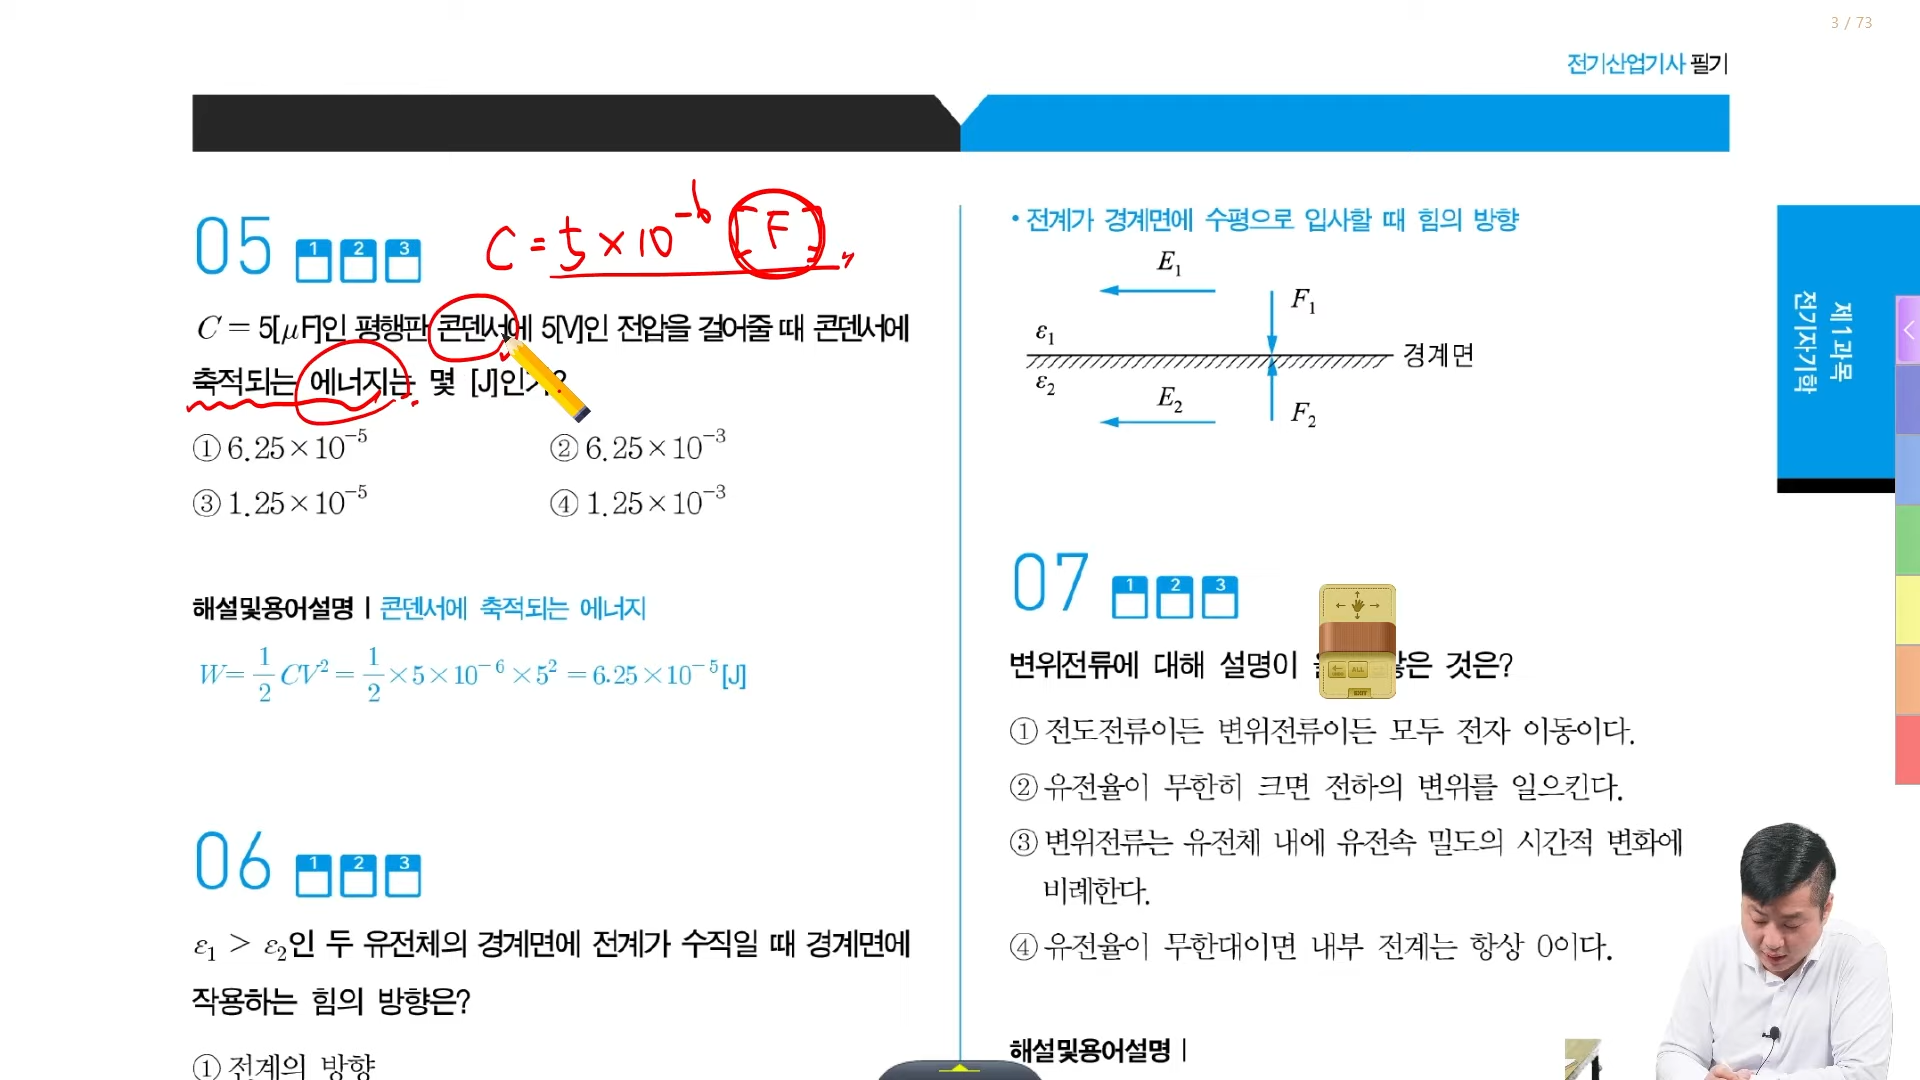 3 / 73
전기산업기사 필기
05 1 2 3
C = 5×10⁻⁶ [F]
C = 5[μF]인 평행판 콘덴서에 5[V]인 전압을 걸어줄 때 콘덴서에
축적되는 에너지는 몇 [J]인가?
① 6.25×10⁻⁵ ② 6.25×10⁻³
③ 1.25×10⁻⁵ ④ 1.25×10⁻³
해설및용어설명 | 콘덴서에 축적되는 에너지
W= 1/2 CV² = 1/2 ×5×10⁻⁶ ×5² = 6.25×10⁻⁵ [J]
06 1 2 3
ε₁ > ε₂인 두 유전체의 경계면에 전계가 수직일 때 경계면에
작용하는 힘의 방향은?
① 전계의 방향
• 전계가 경계면에 수평으로 입사할 때 힘의 방향
E₁
F₁
ε₁
경계면
ε₂
E₂
F₂
07 1 2 3
변위전류에 대해 설명이 않은 것은?
① 전도전류이든 변위전류이든 모두 전자 이동이다.
② 유전율이 무한히 크면 전하의 변위를 일으킨다.
③ 변위전류는 유전체 내에 유전속 밀도의 시간적 변화에
비례한다.
④ 유전율이 무한대이면 내부 전계는 항상 0이다.
해설및용어설명 |
제1과목
전기자기학
ALL
EXIT